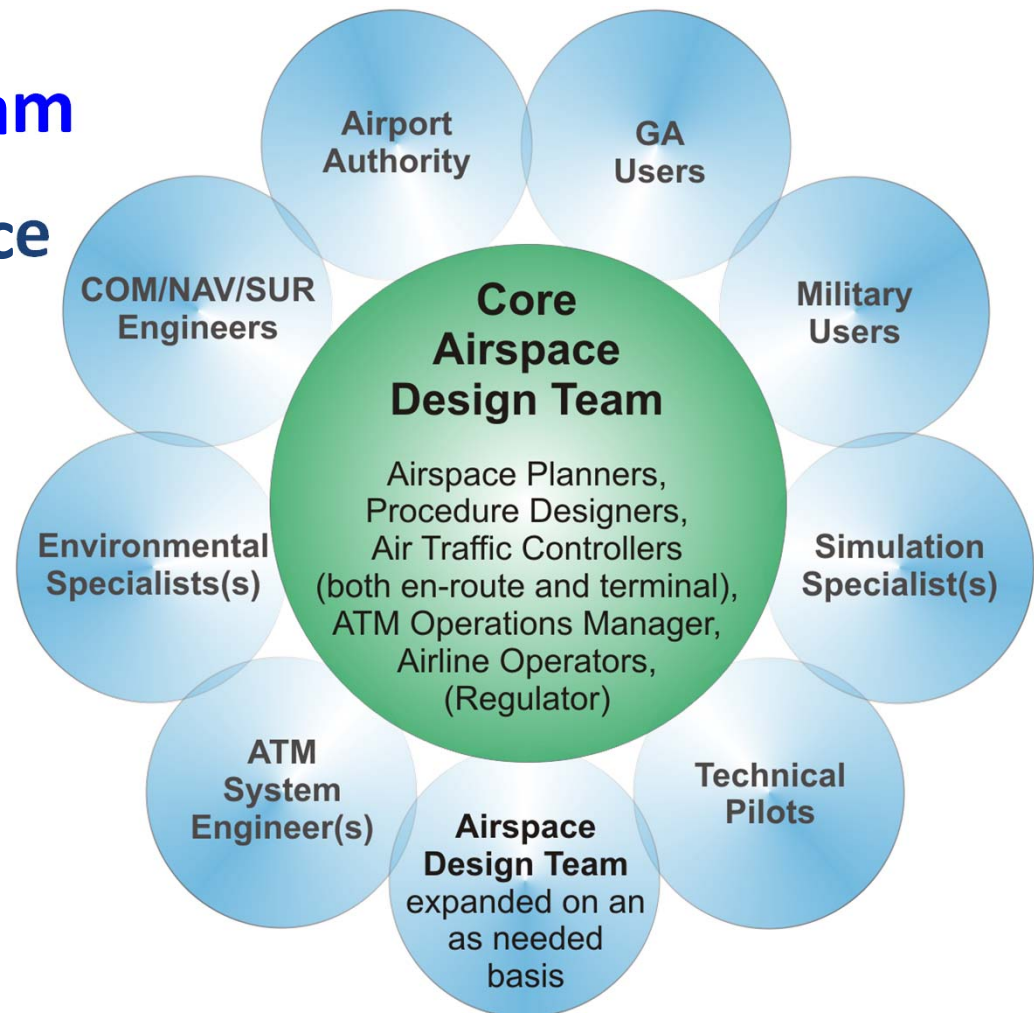 am
ce
Airport
Authority
GA
Users
COM/NAV/SUR
Engineers
Military
Users
Core
Airspace
Design Team
Airspace Planners,
Procedure Designers,
Air Traffic Controllers
(both en-route and terminal),
ATM Operations Manager,
Airline Operators,
(Regulator)
Environmental
Specialists(s)
Simulation
Specialist(s)
ATM
System
Engineer(s)
Technical
Pilots
Airspace
Design Team
expanded on an
as needed
basis